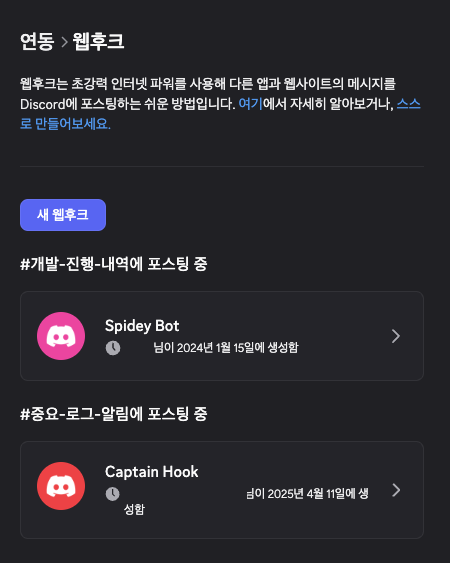 연동 > 웹후크
웹후크는 초강력 인터넷 파워를 사용해 다른 앱과 웹사이트의 메시지를
Discord에 포스팅하는 쉬운 방법입니다. 여기에서 자세히 알아보거나, 스스
로 만들어보세요.
새 웹후크
#개발-진행-내역에 포스팅 중
Spidey Bot
님이 2024년 1월 15일에 생성함
#중요-로그-알림에 포스팅 중
Captain Hook
님이 2025년 4월 11일에 생
성함